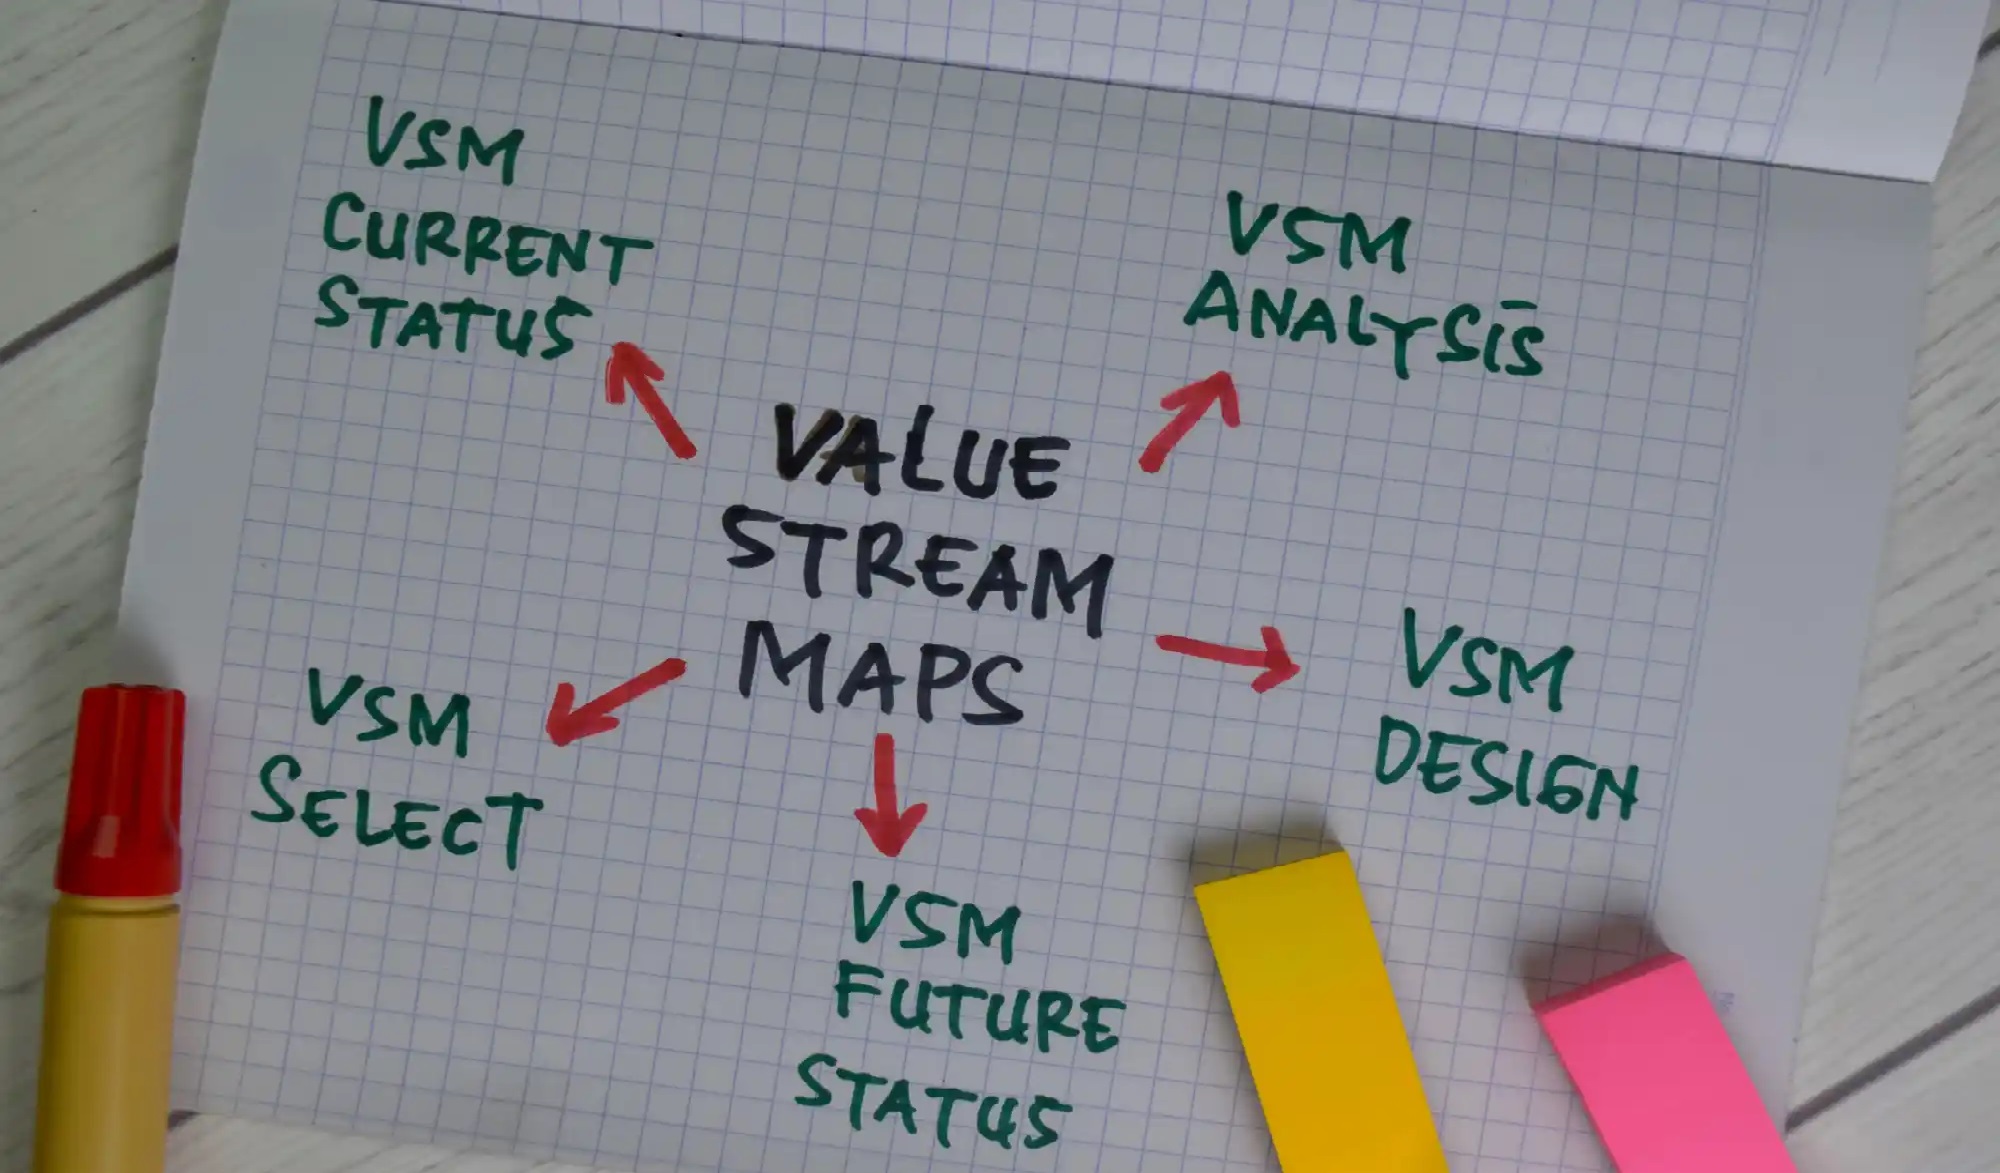 VSM
CURRENT
STATUS
VSM
ANALYSIS
VALUE
STREAM
MAPS
VSM
DESIGN
VSM
SELECT
VSM
FUTURE
STATUS